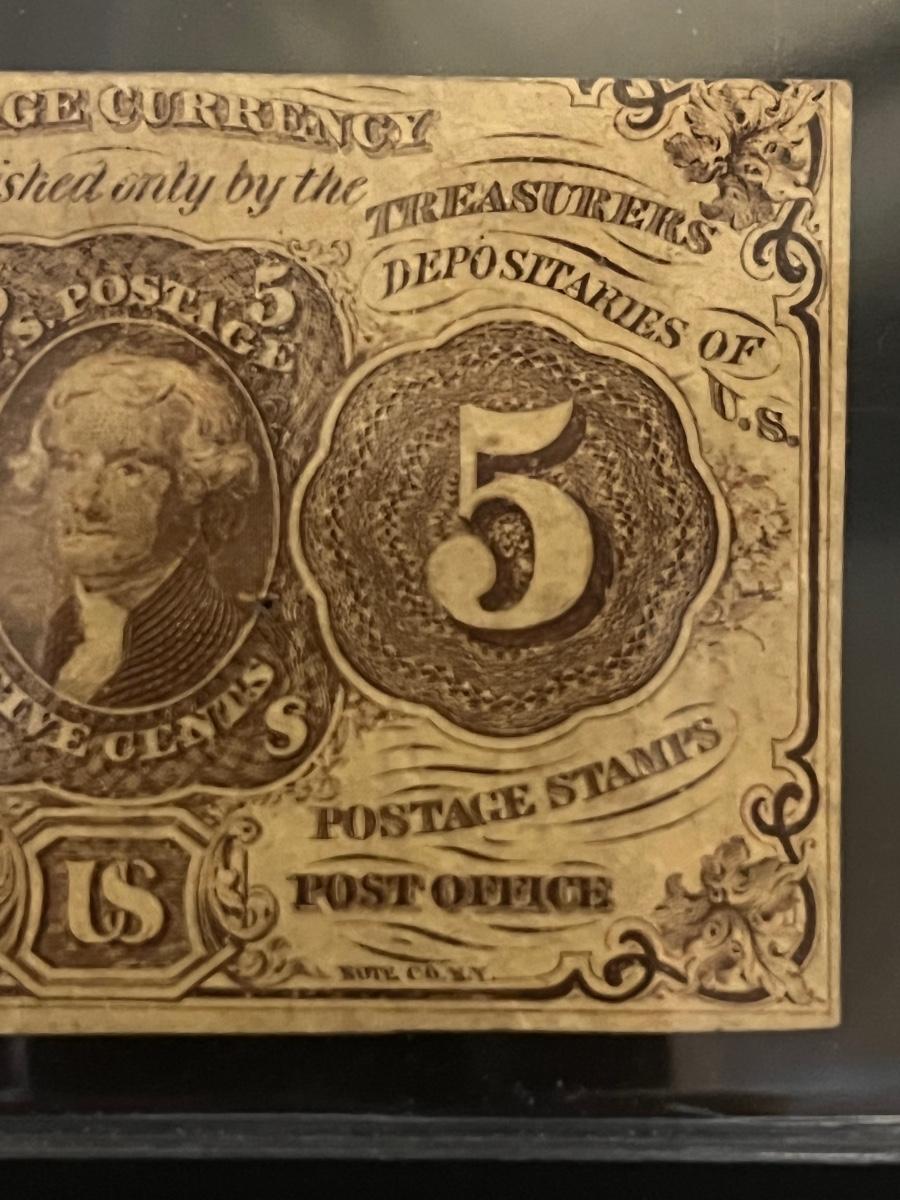 GE CURRENCY
ished only by the
TREASURERS
DEPOSITARIES OF
U.S.
S. POSTAGE
5
5
FIVE CENTS
S
POSTAGE STAMPS
US
POST OFFICE
NOTE CO. N.Y.